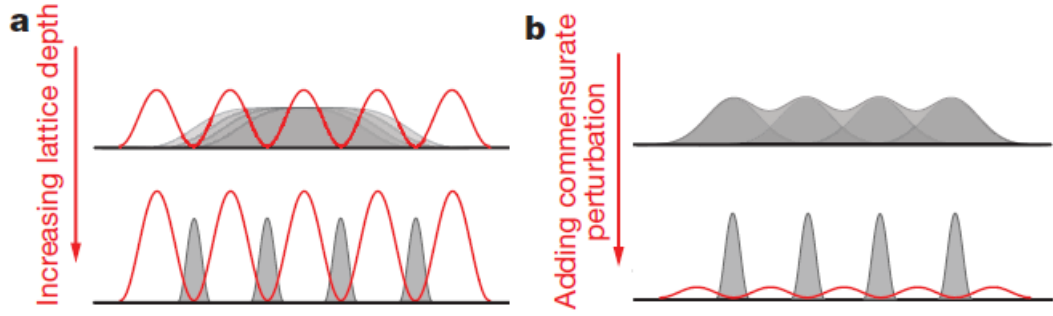 a
Increasing lattice depth
b
Adding commensurate
perturbation